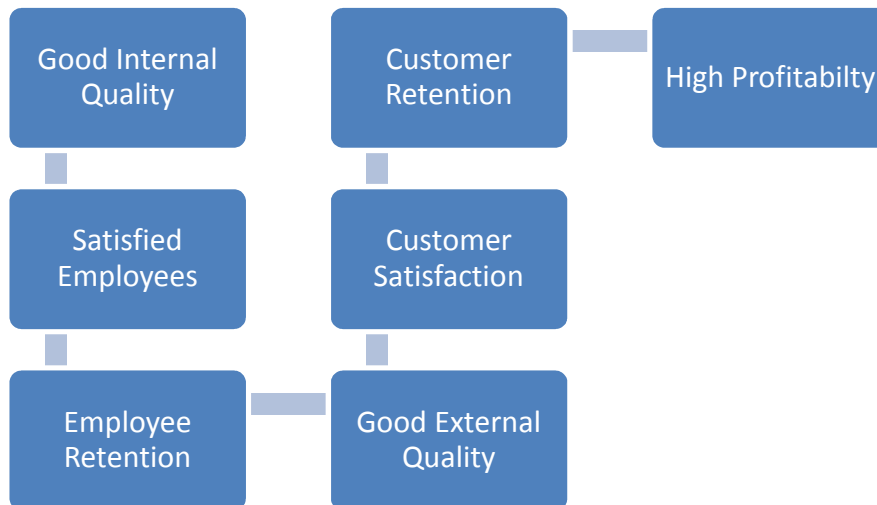 Good Internal
Quality
Satisfied
Employees
Employee
Retention
Good External
Quality
Customer
Satisfaction
Customer
Retention
High Profitabilty